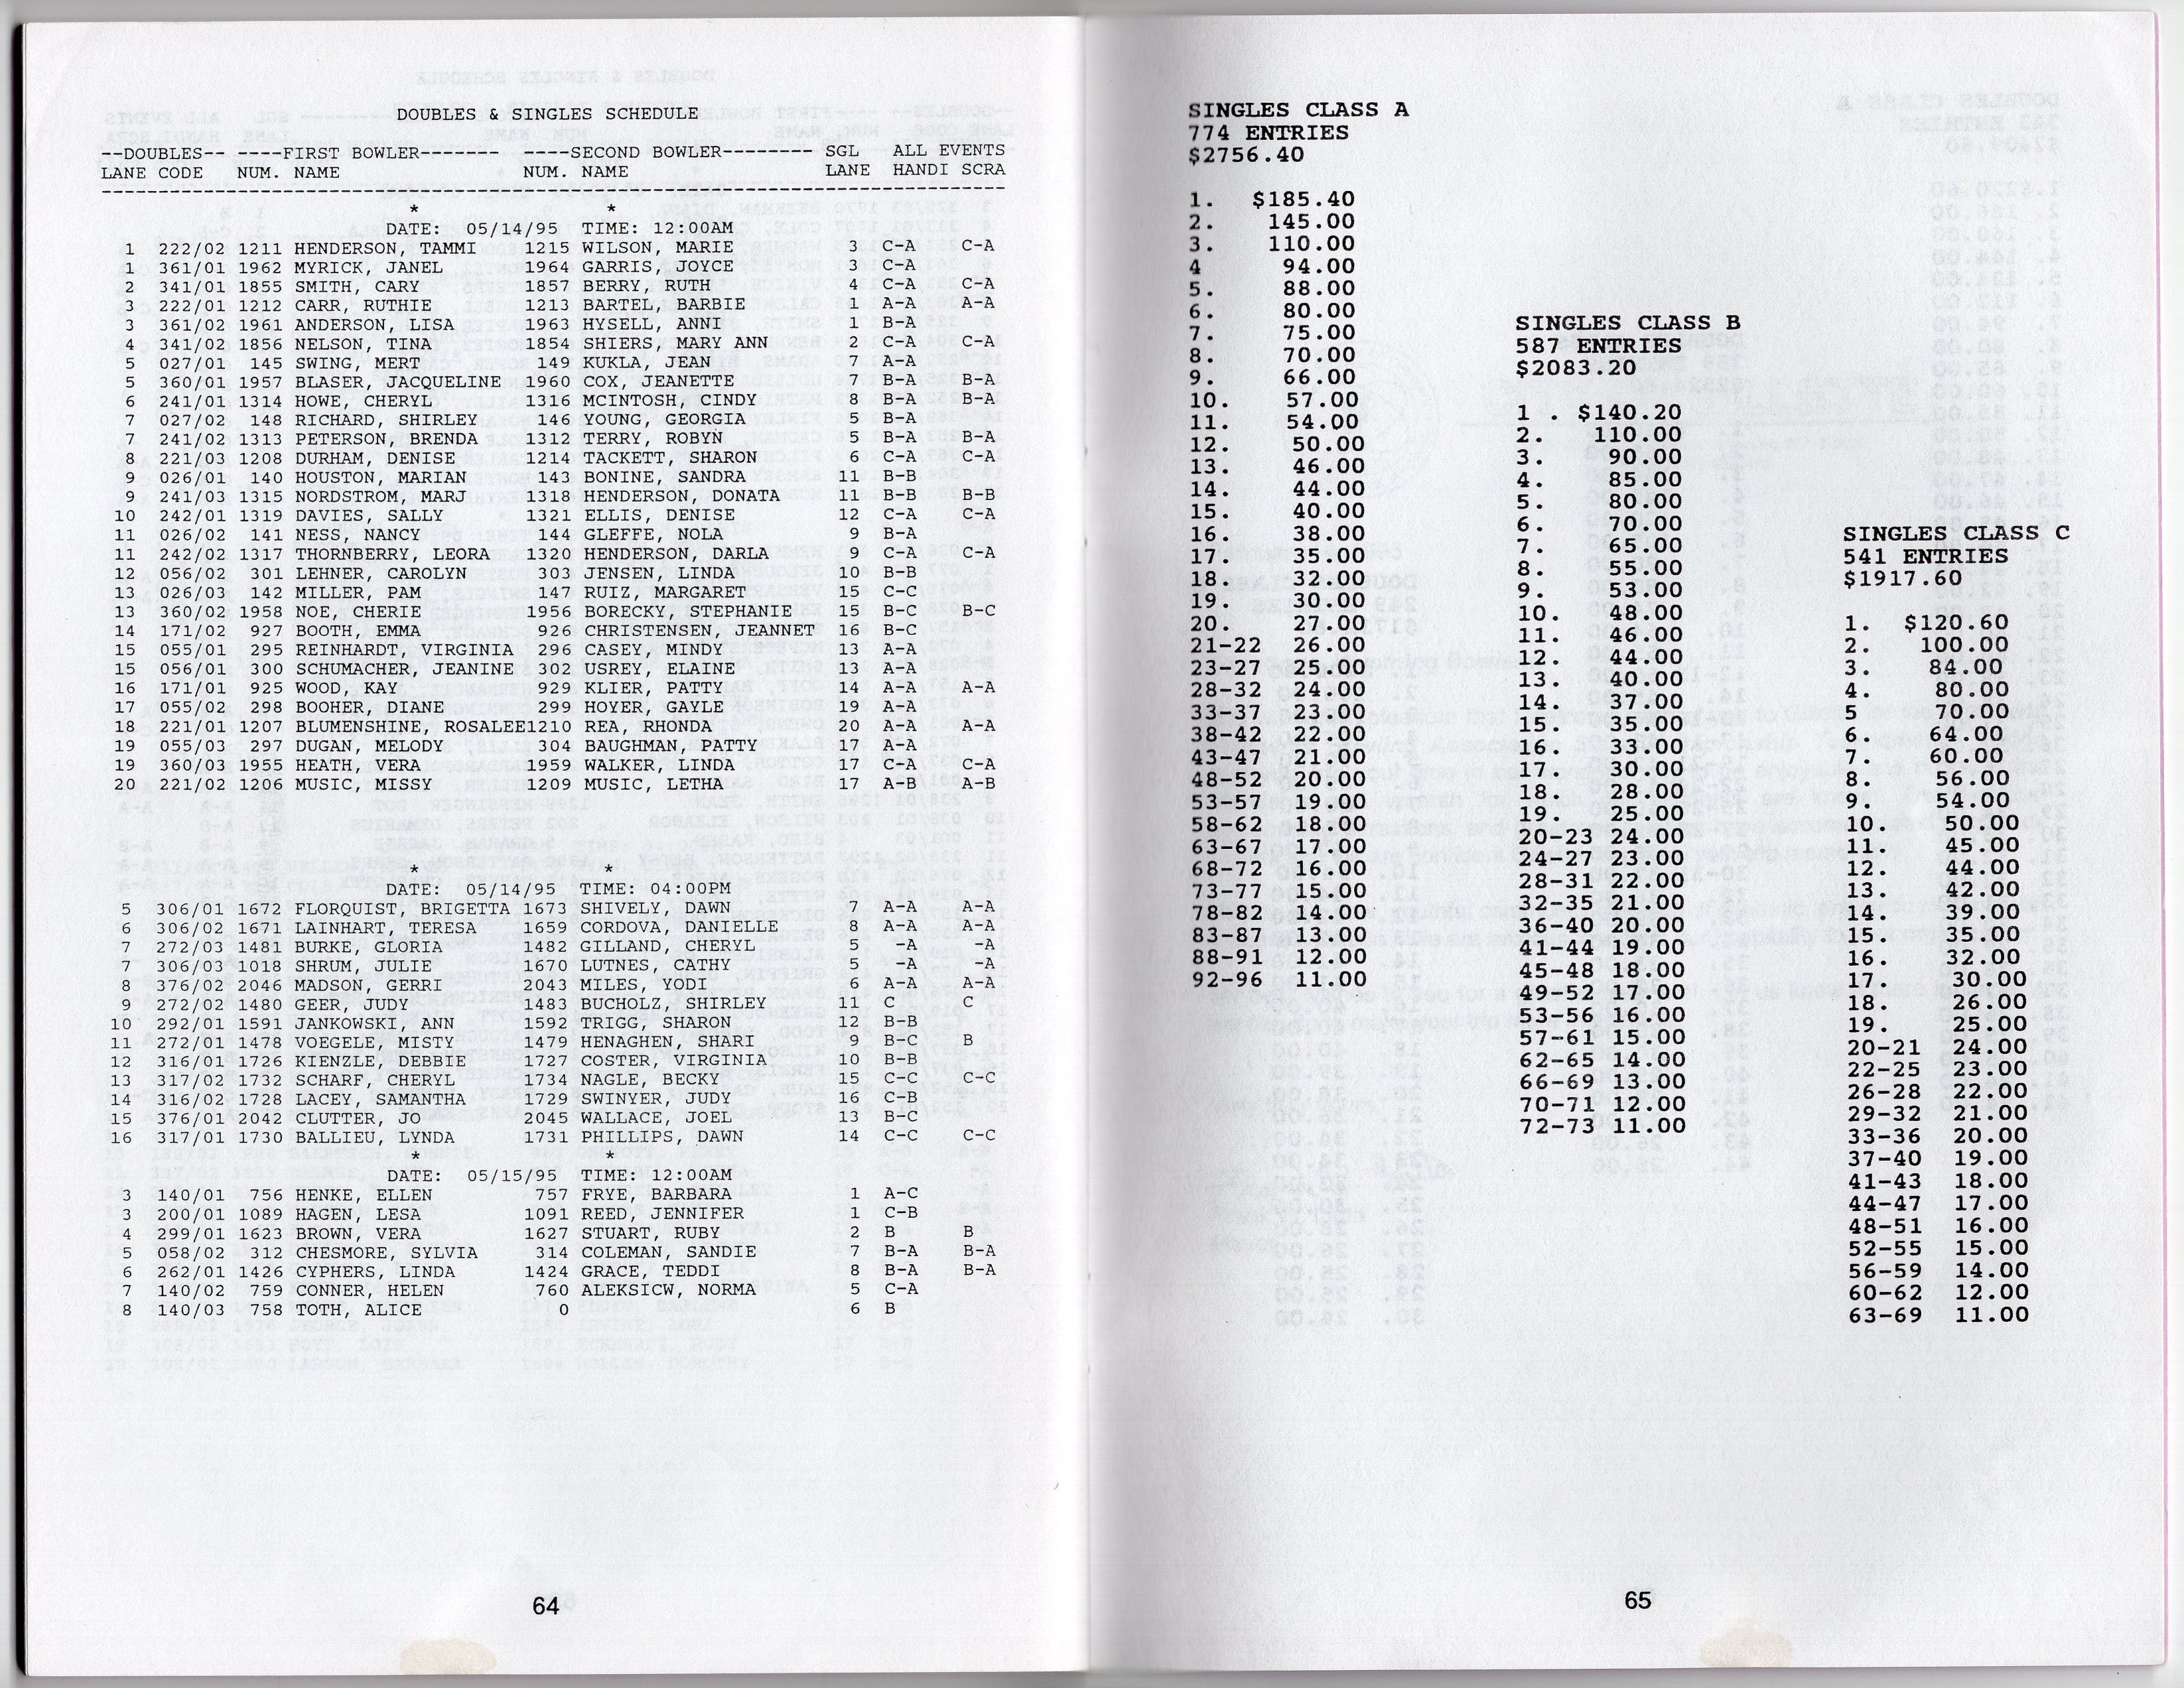 DOUBLES & SINGLES SCHEDULE
--DOUBLES-- ----FIRST BOWLER------- ----SECOND BOWLER-------- SGL ALL EVENTS
LANE CODE NUM. NAME NUM. NAME LANE HANDI SCRA
* *
DATE: 05/14/95 TIME: 12:00AM
1 222/02 1211 HENDERSON, TAMMI 1215 WILSON, MARIE 3 C-A C-A
1 361/01 1962 MYRICK, JANEL 1964 GARRIS, JOYCE 3 C-A
2 341/01 1855 SMITH, CARY 1857 BERRY, RUTH 4 C-A C-A
3 222/01 1212 CARR, RUTHIE 1213 BARTEL, BARBIE 1 A-A A-A
3 361/02 1961 ANDERSON, LISA 1963 HYSELL, ANNI 1 B-A
4 341/02 1856 NELSON, TINA 1854 SHIERS, MARY ANN 2 C-A C-A
5 027/01 145 SWING, MERT 149 KUKLA, JEAN 7 A-A
5 360/01 1957 BLASER, JACQUELINE 1960 COX, JEANETTE 7 B-A B-A
6 241/01 1314 HOWE, CHERYL 1316 MCINTOSH, CINDY 8 B-A B-A
7 027/02 148 RICHARD, SHIRLEY 146 YOUNG, GEORGIA 5 B-A
7 241/02 1313 PETERSON, BRENDA 1312 TERRY, ROBYN 5 B-A B-A
8 221/03 1208 DURHAM, DENISE 1214 TACKETT, SHARON 6 C-A C-A
9 026/01 140 HOUSTON, MARIAN 143 BONINE, SANDRA 11 B-B
9 241/03 1315 NORDSTROM, MARJ 1318 HENDERSON, DONATA 11 B-B B-B
10 242/01 1319 DAVIES, SALLY 1321 ELLIS, DENISE 12 C-A C-A
11 026/02 141 NESS, NANCY 144 GLEFFE, NOLA 9 B-A
11 242/02 1317 THORNBERRY, LEORA 1320 HENDERSON, DARLA 9 C-A C-A
12 056/02 301 LEHNER, CAROLYN 303 JENSEN, LINDA 10 B-B
13 026/03 142 MILLER, PAM 147 RUIZ, MARGARET 15 C-C
13 360/02 1958 NOE, CHERIE 1956 BORECKY, STEPHANIE 15 B-C B-C
14 171/02 927 BOOTH, EMMA 926 CHRISTENSEN, JEANNET 16 B-C
15 055/01 295 REINHARDT, VIRGINIA 296 CASEY, MINDY 13 A-A
15 056/01 300 SCHUMACHER, JEANINE 302 USREY, ELAINE 13 A-A
16 171/01 925 WOOD, KAY 929 KLIER, PATTY 14 A-A A-A
17 055/02 298 BOOHER, DIANE 299 HOYER, GAYLE 19 A-A
18 221/01 1207 BLUMENSHINE, ROSALEE1210 REA, RHONDA 20 A-A A-A
19 055/03 297 DUGAN, MELODY 304 BAUGHMAN, PATTY 17 A-A
19 360/03 1955 HEATH, VERA 1959 WALKER, LINDA 17 C-A C-A
20 221/02 1206 MUSIC, MISSY 1209 MUSIC, LETHA 17 A-B A-B
* *
DATE: 05/14/95 TIME: 04:00PM
5 306/01 1672 FLORQUIST, BRIGETTA 1673 SHIVELY, DAWN 7 A-A A-A
6 306/02 1671 LAINHART, TERESA 1659 CORDOVA, DANIELLE 8 A-A A-A
7 272/03 1481 BURKE, GLORIA 1482 GILLAND, CHERYL 5 -A -A
7 306/03 1018 SHRUM, JULIE 1670 LUTNES, CATHY 5 -A -A
8 376/02 2046 MADSON, GERRI 2043 MILES, YODI 6 A-A A-A
9 272/02 1480 GEER, JUDY 1483 BUCHOLZ, SHIRLEY 11 C C
10 292/01 1591 JANKOWSKI, ANN 1592 TRIGG, SHARON 12 B-B
11 272/01 1478 VOEGELE, MISTY 1479 HENAGHEN, SHARI 9 B-C B
12 316/01 1726 KIENZLE, DEBBIE 1727 COSTER, VIRGINIA 10 B-B
13 317/02 1732 SCHARF, CHERYL 1734 NAGLE, BECKY 15 C-C C-C
14 316/02 1728 LACEY, SAMANTHA 1729 SWINYER, JUDY 16 C-B
15 376/01 2042 CLUTTER, JO 2045 WALLACE, JOEL 13 B-C
16 317/01 1730 BALLIEU, LYNDA 1731 PHILLIPS, DAWN 14 C-C C-C
* *
DATE: 05/15/95 TIME: 12:00AM
3 140/01 756 HENKE, ELLEN 757 FRYE, BARBARA 1 A-C
3 200/01 1089 HAGEN, LESA 1091 REED, JENNIFER 1 C-B
4 299/01 1623 BROWN, VERA 1627 STUART, RUBY 2 B B
5 058/02 312 CHESMORE, SYLVIA 314 COLEMAN, SANDIE 7 B-A B-A
6 262/01 1426 CYPHERS, LINDA 1424 GRACE, TEDDI 8 B-A B-A
7 140/02 759 CONNER, HELEN 760 ALEKSICW, NORMA 5 C-A
8 140/03 758 TOTH, ALICE 0 6 B
64
SINGLES CLASS A
774 ENTRIES
$2756.40
1. $185.40
2. 145.00
3. 110.00
4 94.00
5. 88.00
6. 80.00
7. 75.00
8. 70.00
9. 66.00
10. 57.00
11. 54.00
12. 50.00
13. 46.00
14. 44.00
15. 40.00
16. 38.00
17. 35.00
18. 32.00
19. 30.00
20. 27.00
21-22 26.00
23-27 25.00
28-32 24.00
33-37 23.00
38-42 22.00
43-47 21.00
48-52 20.00
53-57 19.00
58-62 18.00
63-67 17.00
68-72 16.00
73-77 15.00
78-82 14.00
83-87 13.00
88-91 12.00
92-96 11.00
SINGLES CLASS B
587 ENTRIES
$2083.20
1 . $140.20
2. 110.00
3. 90.00
4. 85.00
5. 80.00
6. 70.00
7. 65.00
8. 55.00
9. 53.00
10. 48.00
11. 46.00
12. 44.00
13. 40.00
14. 37.00
15. 35.00
16. 33.00
17. 30.00
18. 28.00
19. 25.00
20-23 24.00
24-27 23.00
28-31 22.00
32-35 21.00
36-40 20.00
41-44 19.00
45-48 18.00
49-52 17.00
53-56 16.00
57-61 15.00
62-65 14.00
66-69 13.00
70-71 12.00
72-73 11.00
SINGLES CLASS C
541 ENTRIES
$1917.60
1. $120.60
2. 100.00
3. 84.00
4. 80.00
5 70.00
6. 64.00
7. 60.00
8. 56.00
9. 54.00
10. 50.00
11. 45.00
12. 44.00
13. 42.00
14. 39.00
15. 35.00
16. 32.00
17. 30.00
18. 26.00
19. 25.00
20-21 24.00
22-25 23.00
26-28 22.00
29-32 21.00
33-36 20.00
37-40 19.00
41-43 18.00
44-47 17.00
48-51 16.00
52-55 15.00
56-59 14.00
60-62 12.00
63-69 11.00
65